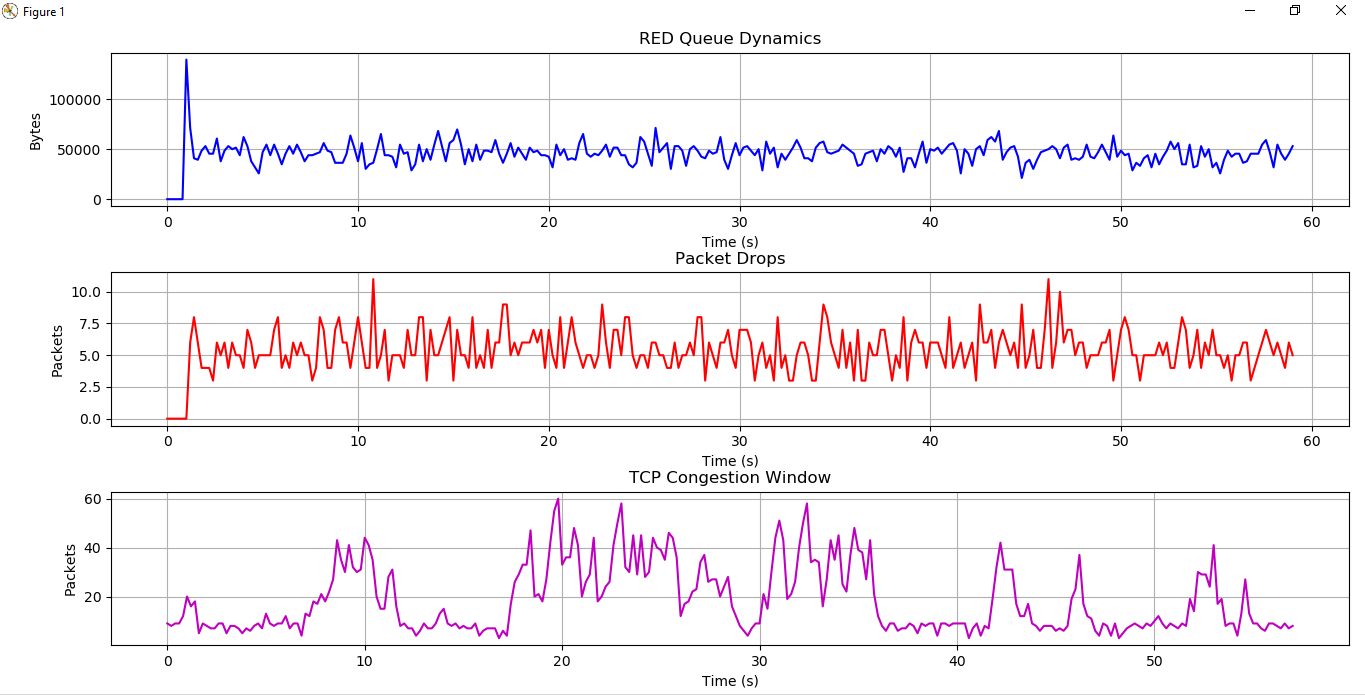 Figure 1
RED Queue Dynamics
Bytes
100000
50000
0
0 10 20 30 40 50 60
Time (s)
Packet Drops
Packets
10.0
7.5
5.0
2.5
0.0
0 10 20 30 40 50 60
Time (s)
TCP Congestion Window
Packets
60
40
20
0 10 20 30 40 50
Time (s)